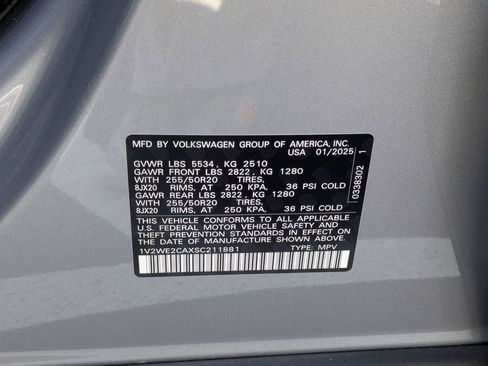 MFD BY VOLKSWAGEN GROUP OF AMERICA, INC.
USA 01/2025
GVWR LBS 5534, KG 2510
GAWR FRONT LBS 2822, KG 1280
WITH 255/50R20 TIRES,
8JX20 RIMS, AT 250 KPA, 36 PSI COLD
GAWR REAR LBS 2822, KG 1280
WITH 255/50R20 TIRES,
8JX20 RIMS, AT 250 KPA, 36 PSI COLD
THIS VEHICLE CONFORMS TO ALL APPLICABLE
U.S. FEDERAL MOTOR VEHICLE SAFETY AND
THEFT PREVENTION STANDARDS IN EFFECT ON THE
DATE OF MANUFACTURE SHOWN ABOVE.
1V2WE2CAXSC211881 TYPE: MPV
0338302 1